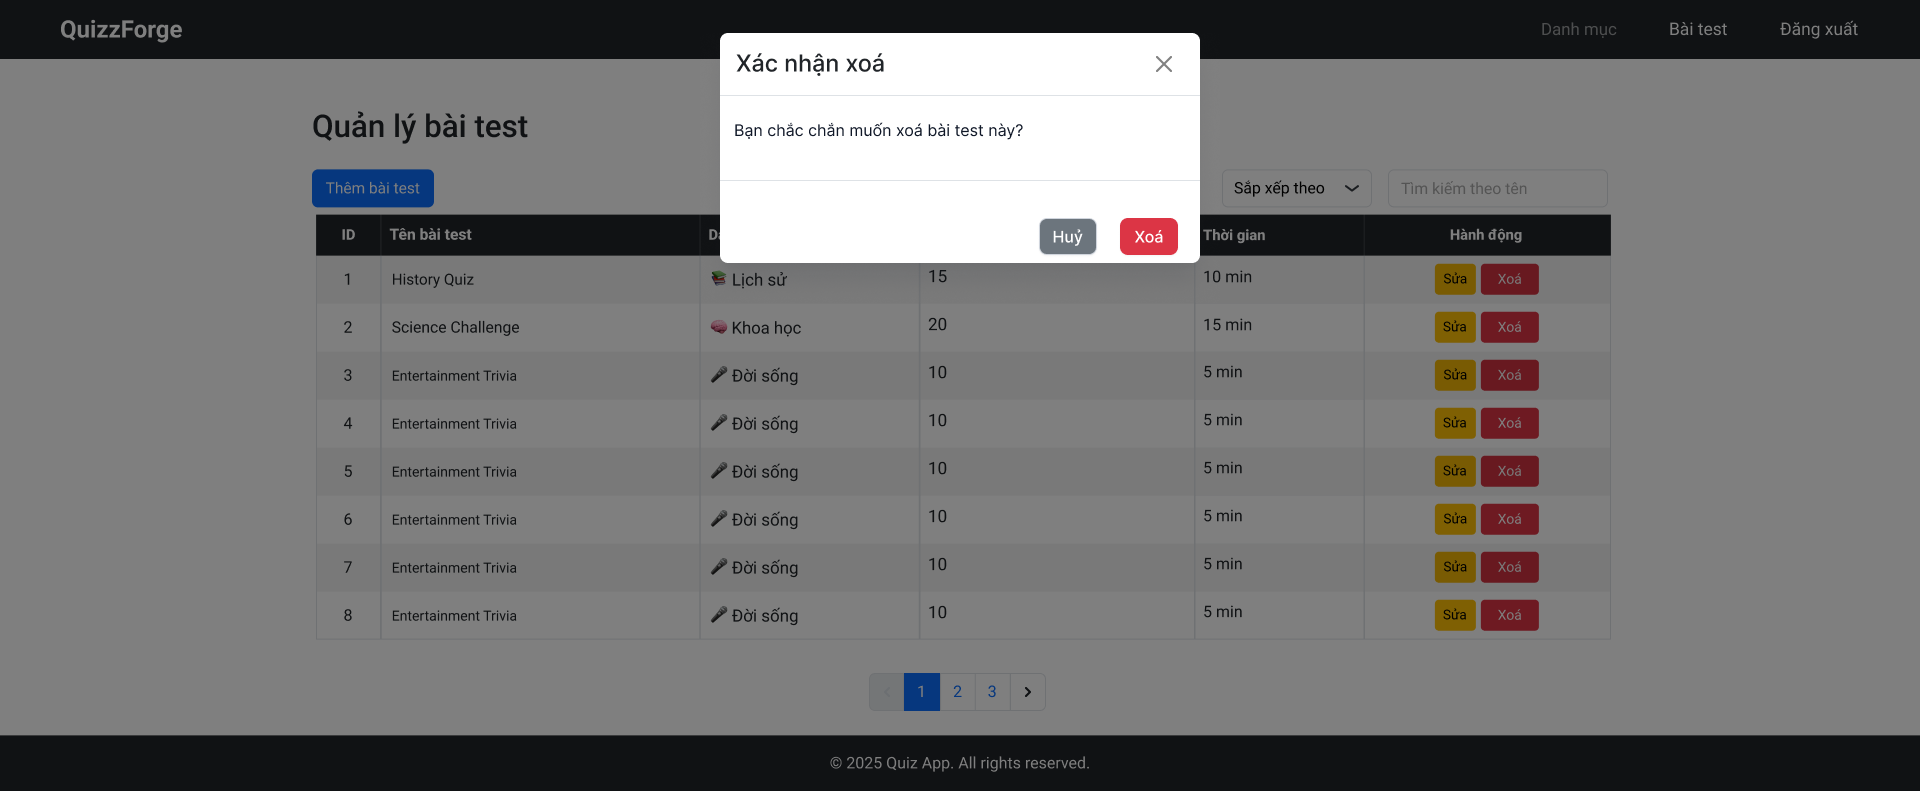 QuizzForge
Danh mục
Bài test
Đăng xuất
Xác nhận xoá
Bạn chắc chắn muốn xoá bài test này?
Huỷ
Xoá
Quản lý bài test
Thêm bài test
Sắp xếp theo
Tìm kiếm theo tên
ID Tên bài test Thời gian Hành động
1 History Quiz Lịch sử 15 10 min Sửa Xoá
2 Science Challenge Khoa học 20 15 min Sửa Xoá
3 Entertainment Trivia Đời sống 10 5 min Sửa Xoá
4 Entertainment Trivia Đời sống 10 5 min Sửa Xoá
5 Entertainment Trivia Đời sống 10 5 min Sửa Xoá
6 Entertainment Trivia Đời sống 10 5 min Sửa Xoá
7 Entertainment Trivia Đời sống 10 5 min Sửa Xoá
8 Entertainment Trivia Đời sống 10 5 min Sửa Xoá
1 2 3
© 2025 Quiz App. All rights reserved.